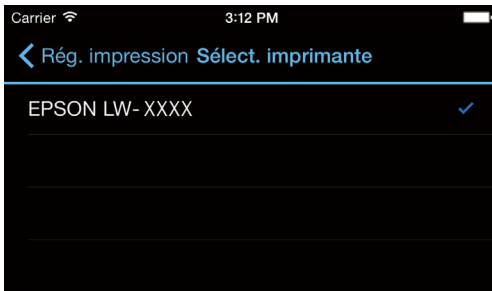 Carrier 3:12 PM
Rég. impression Sélect. imprimante
EPSON LW- XXXX